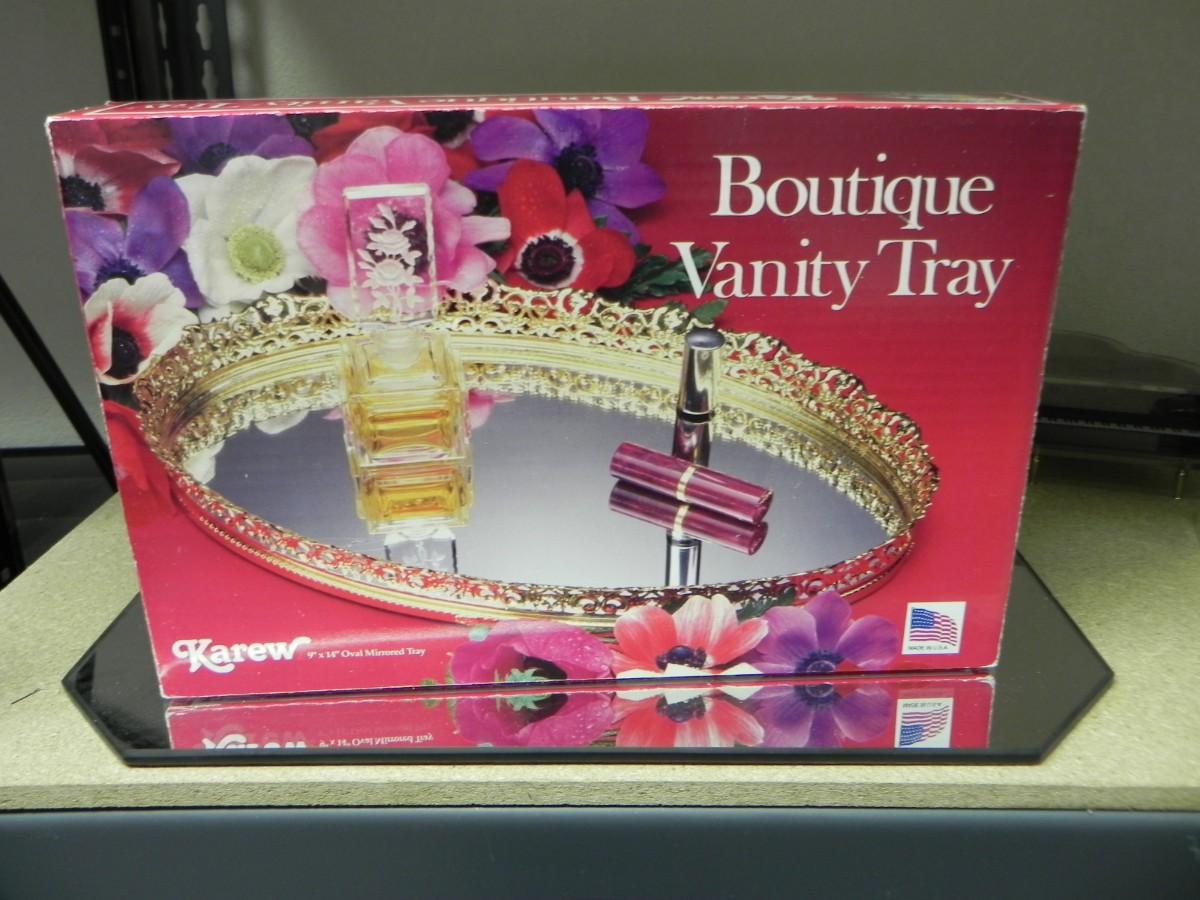 Boutique
Vanity Tray
Karew 9" x 14" Oval Mirrored Tray
MADE IN U.S.A.